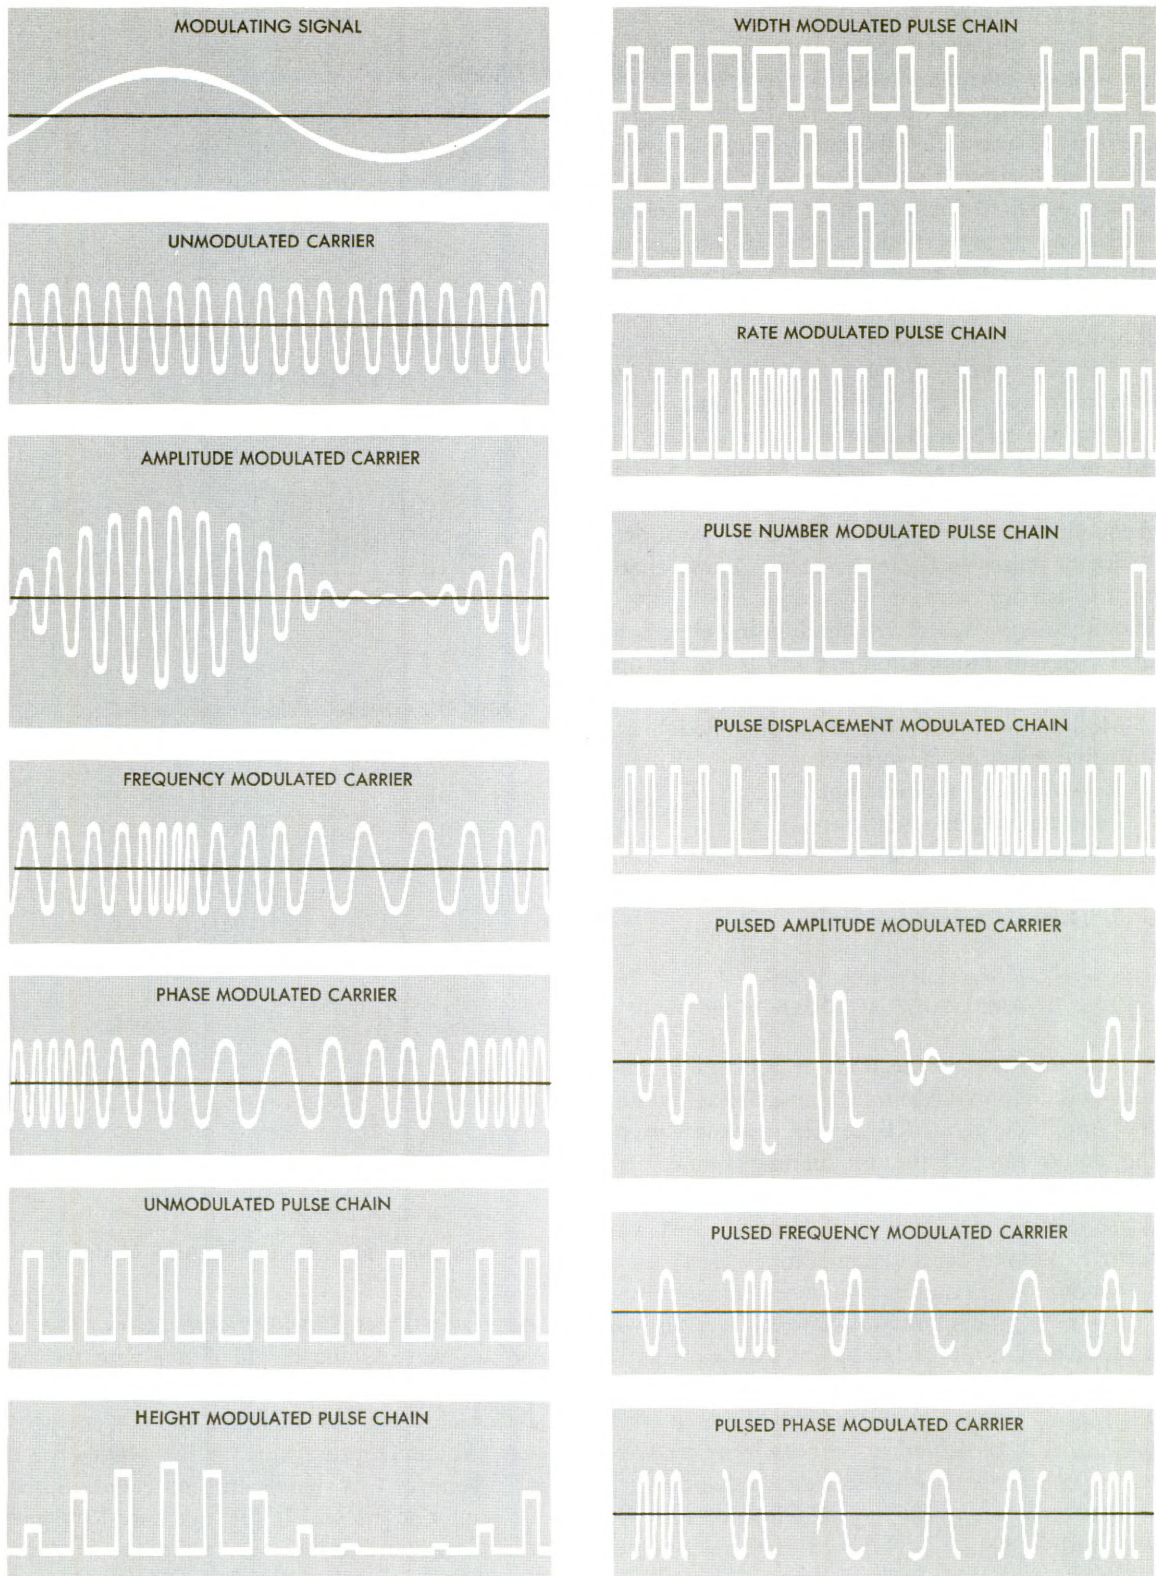 MODULATING SIGNAL
UNMODULATED CARRIER
AMPLITUDE MODULATED CARRIER
FREQUENCY MODULATED CARRIER
PHASE MODULATED CARRIER
UNMODULATED PULSE CHAIN
HEIGHT MODULATED PULSE CHAIN
WIDTH MODULATED PULSE CHAIN
RATE MODULATED PULSE CHAIN
PULSE NUMBER MODULATED PULSE CHAIN
PULSE DISPLACEMENT MODULATED CHAIN
PULSED AMPLITUDE MODULATED CARRIER
PULSED FREQUENCY MODULATED CARRIER
PULSED PHASE MODULATED CARRIER